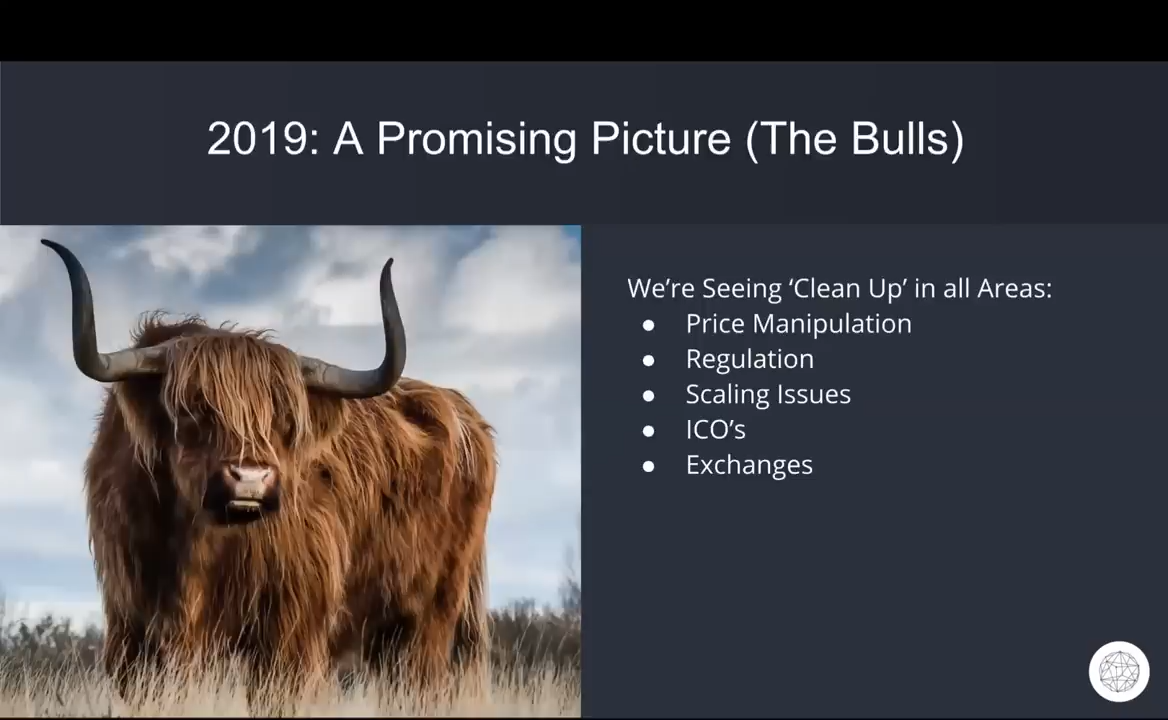 2019: A Promising Picture (The Bulls)
We’re Seeing ‘Clean Up’ in all Areas:
● Price Manipulation
● Regulation
● Scaling Issues
● ICO’s
● Exchanges